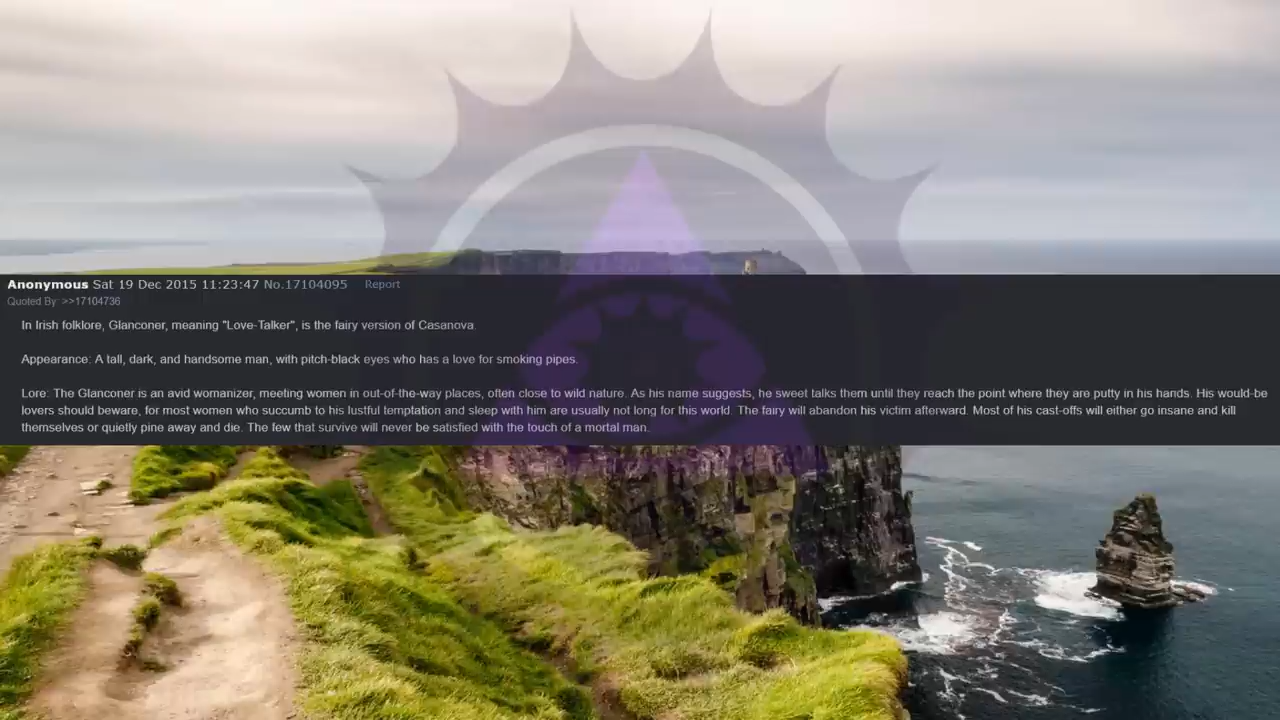 Anonymous Sat 19 Dec 2015 11:23:47 No.17104095 Report
Quoted By: >>17104736
In Irish folklore, Glanconer, meaning "Love-Talker", is the fairy version of Casanova.
Appearance: A tall, dark, and handsome man, with pitch-black eyes who has a love for smoking pipes.
Lore: The Glanconer is an avid womanizer, meeting women in out-of-the-way places, often close to wild nature. As his name suggests, he sweet talks them until they reach the point where they are putty in his hands. His would-be
lovers should beware, for most women who succumb to his lustful temptation and sleep with him are usually not long for this world. The fairy will abandon his victim afterward. Most of his cast-offs will either go insane and kill
themselves or quietly pine away and die. The few that survive will never be satisfied with the touch of a mortal man.